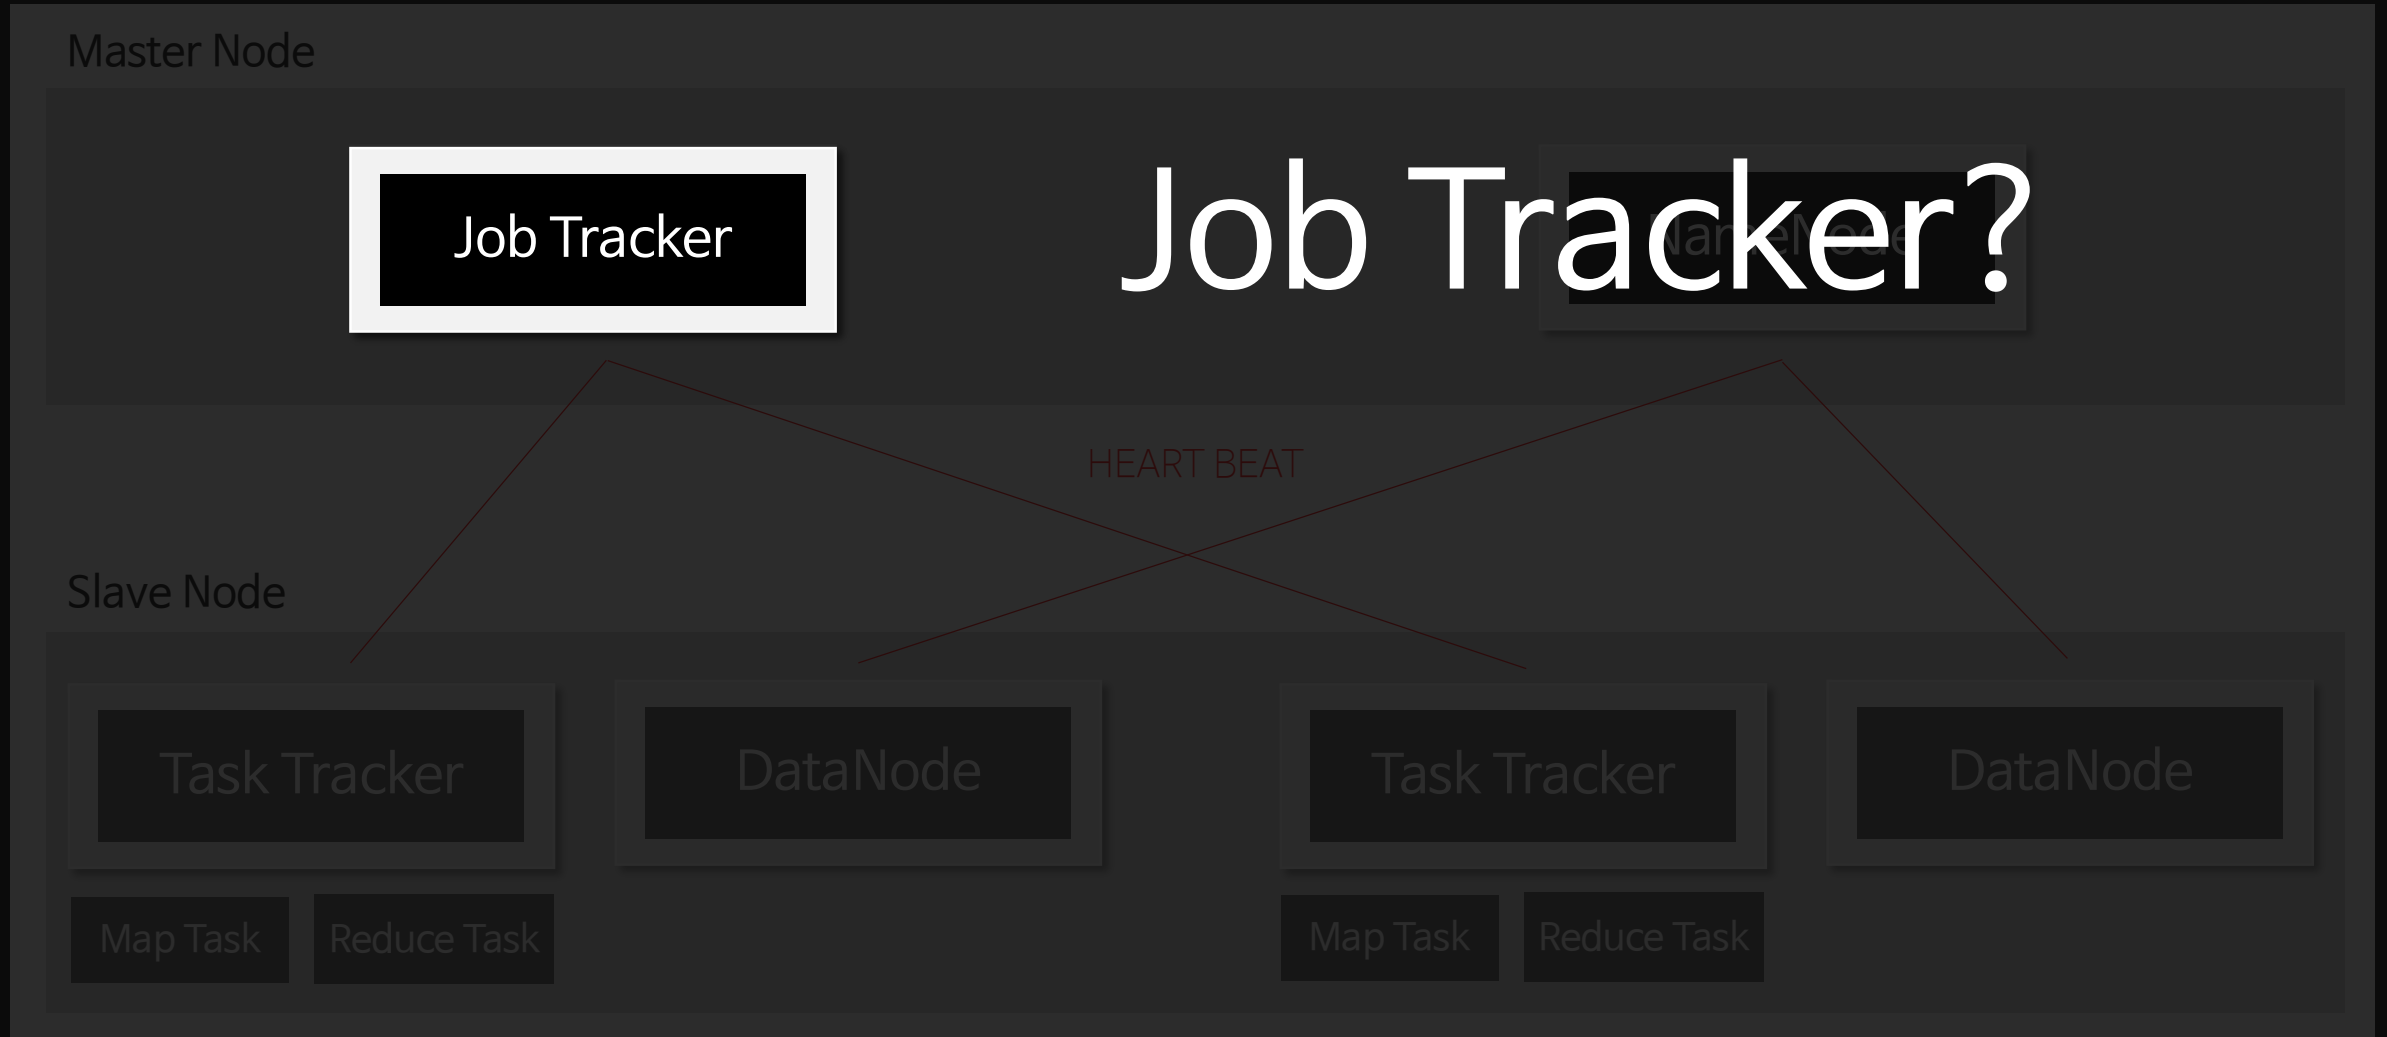 Master Node
Job Tracker
Job Tracker?
NameNode
HEART BEAT
Slave Node
Task Tracker
DataNode
Task Tracker
DataNode
Map Task
Reduce Task
Map Task
Reduce Task